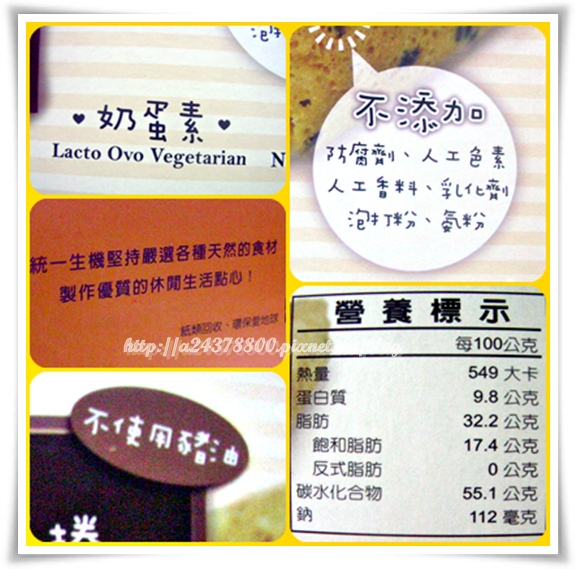 泡打
♥ 奶蛋素 ♥
Lacto Ovo Vegetarian N
不添加
防腐劑、人工色素
人工香料、乳化劑
泡打粉、氨粉
統一生機堅持嚴選各種天然的食材
製作優質的休閒生活點心！
紙類回收、環保愛地球
營養標示
每100公克
熱量 549 大卡
蛋白質 9.8 公克
脂肪 32.2 公克
飽和脂肪 17.4 公克
反式脂肪 0 公克
碳水化合物 55.1 公克
鈉 112 毫克
不使用豬油
捲